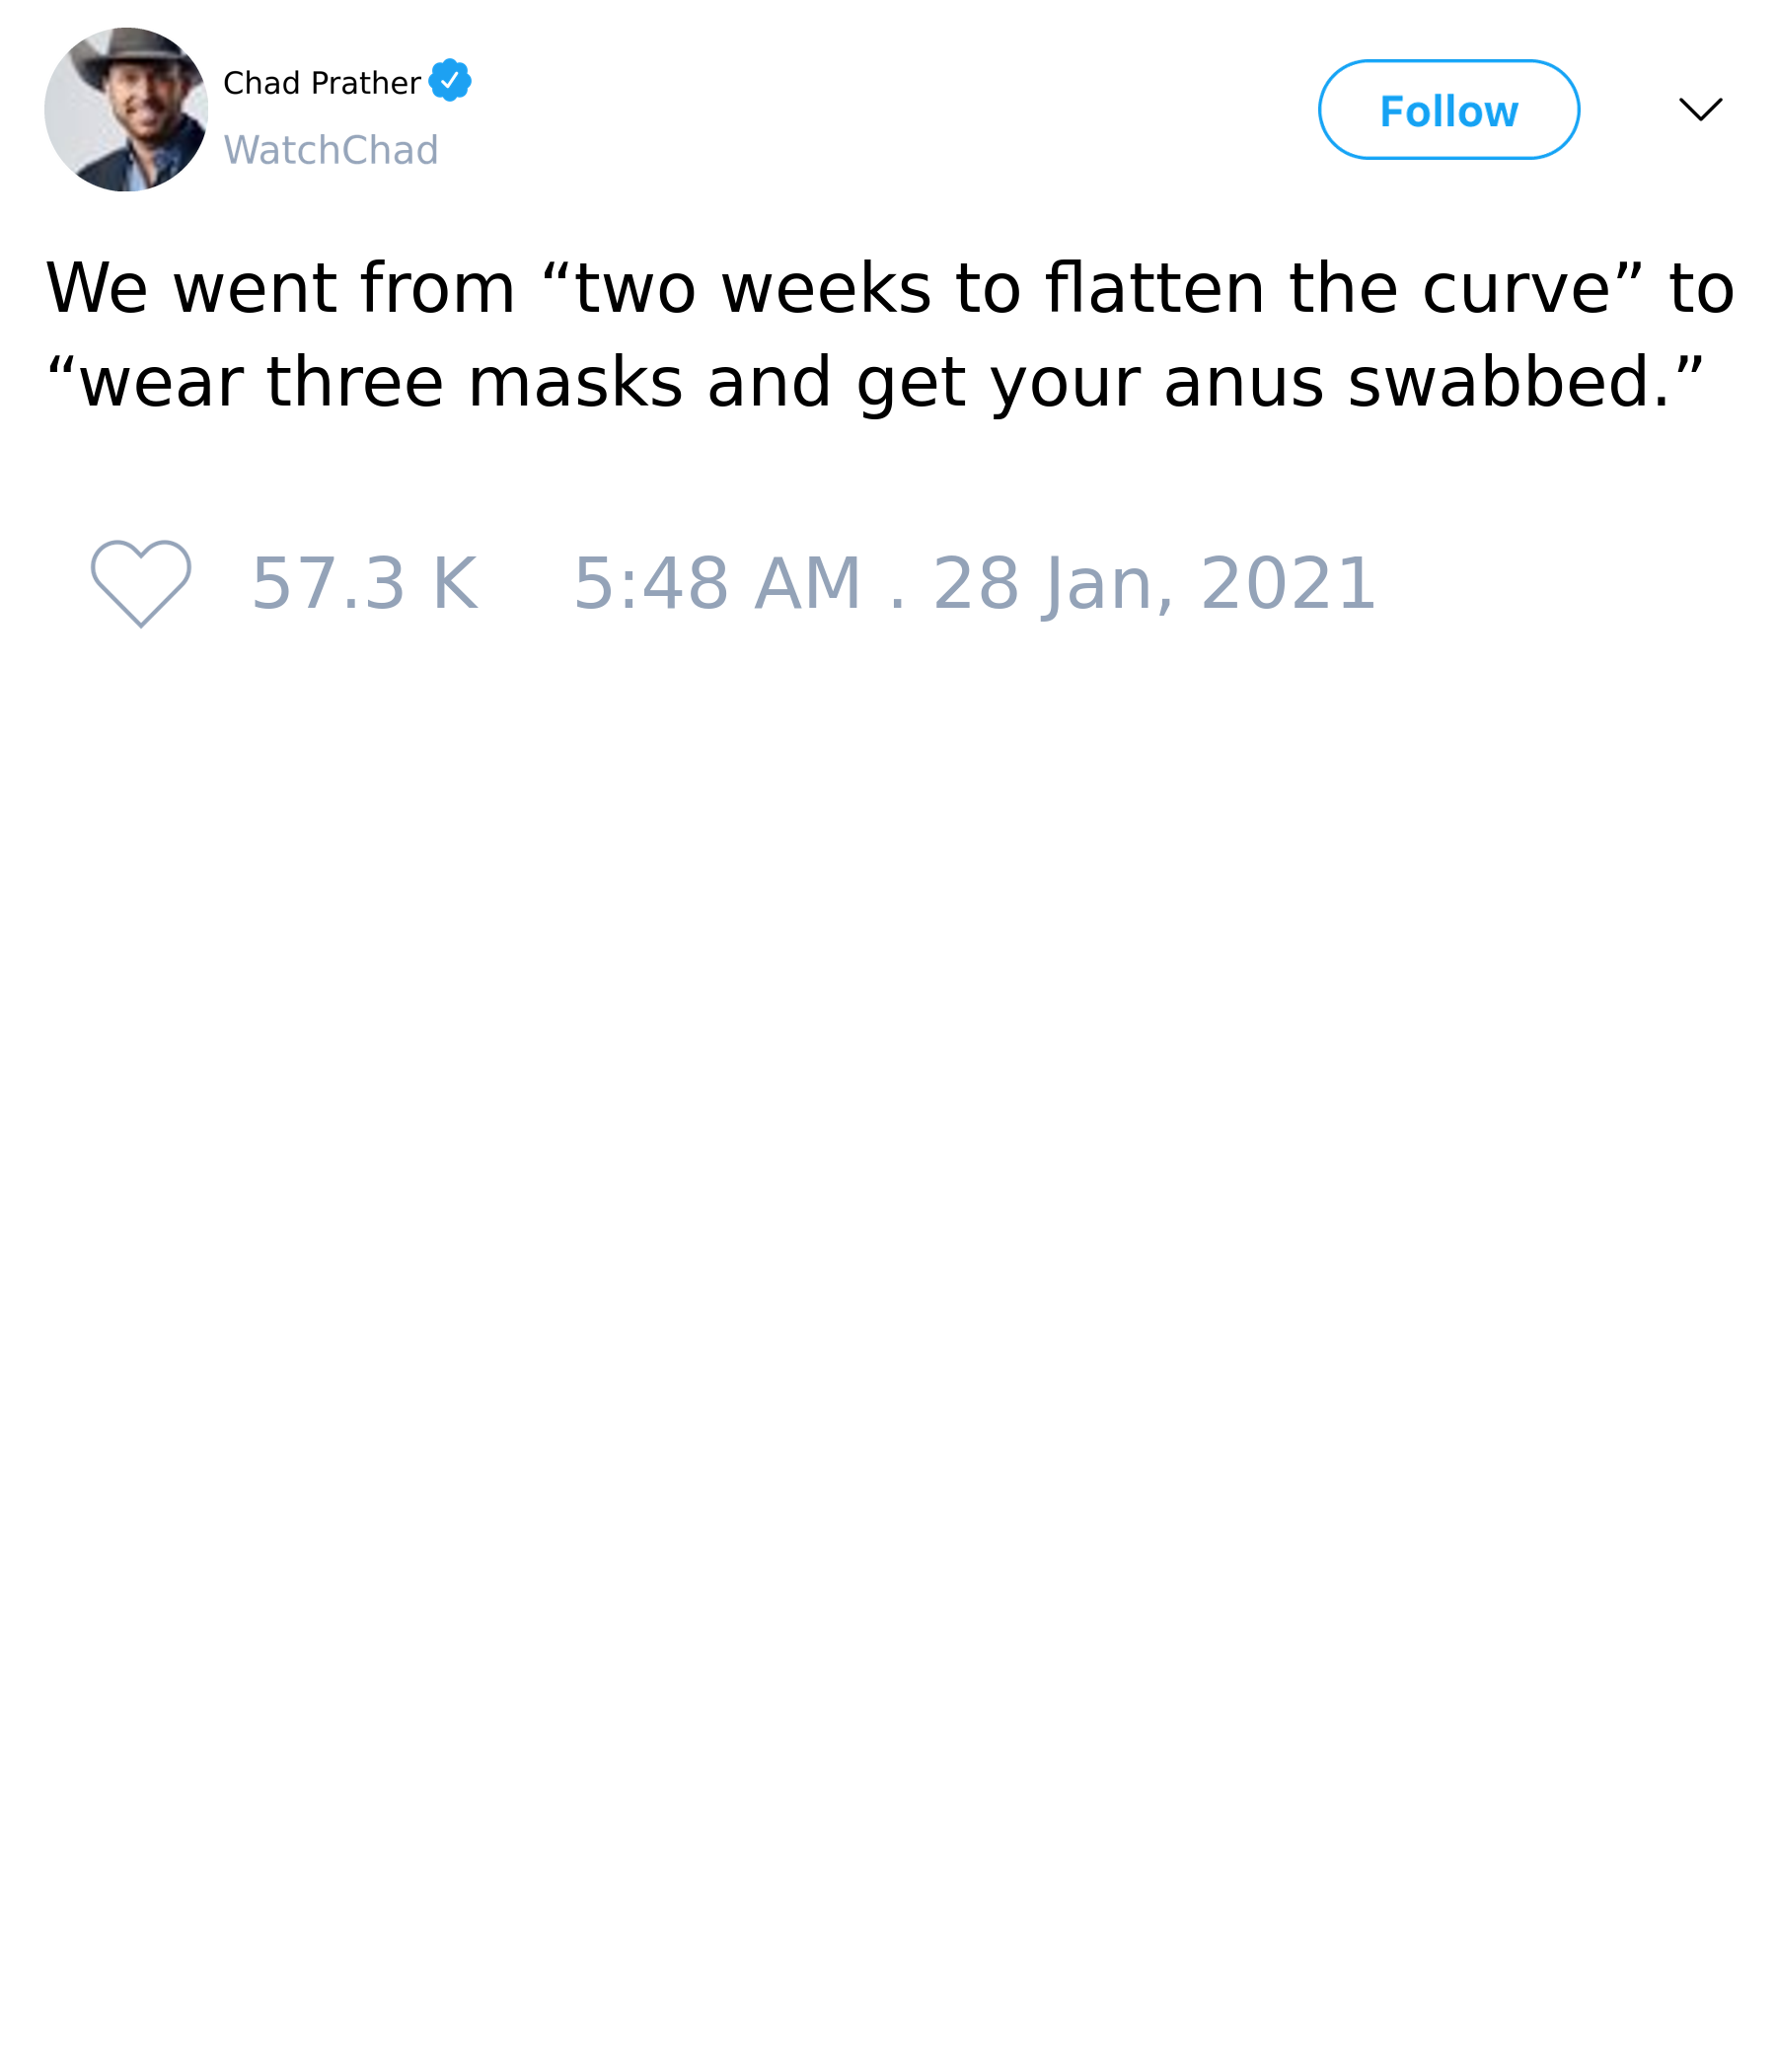 Chad Prather
WatchChad
Follow
We went from “two weeks to flatten the curve” to
“wear three masks and get your anus swabbed.”
57.3 K 5:48 AM . 28 Jan, 2021